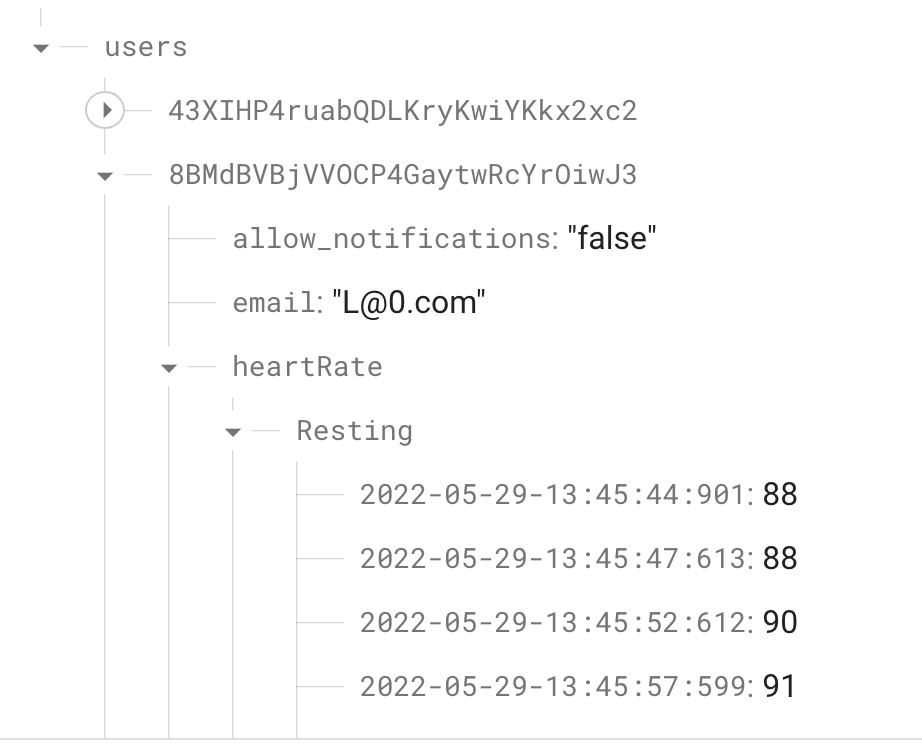 users
43XIHP4ruabQDLKryKwiYKkx2xc2
8BMdBVBjVVOCP4GaytwRcYrOiwJ3
allow_notifications: "false"
email: "L@0.com"
heartRate
Resting
2022-05-29-13:45:44:901: 88
2022-05-29-13:45:47:613: 88
2022-05-29-13:45:52:612: 90
2022-05-29-13:45:57:599: 91